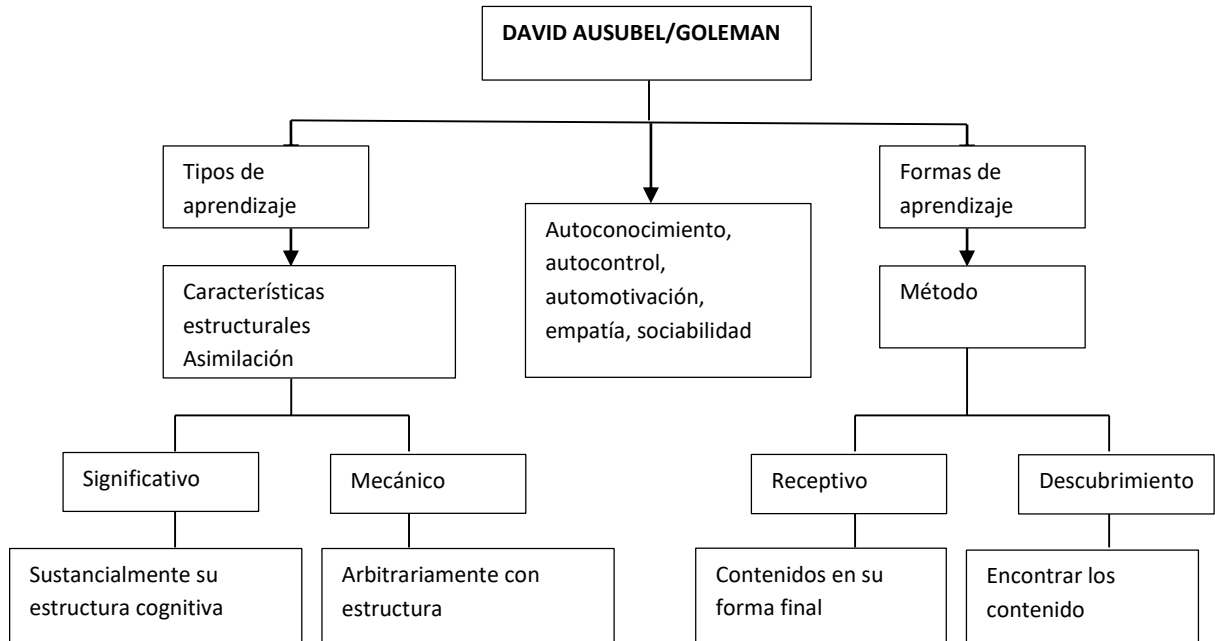 DAVID AUSUBEL/GOLEMAN
Tipos de
aprendizaje
Formas de
aprendizaje
Autoconocimiento,
autocontrol,
automotivación,
empatía, sociabilidad
Características
estructurales
Asimilación
Método
Significativo
Mecánico
Receptivo
Descubrimiento
Sustancialmente su
estructura cognitiva
Arbitrariamente con
estructura
Contenidos en su
forma final
Encontrar los
contenido